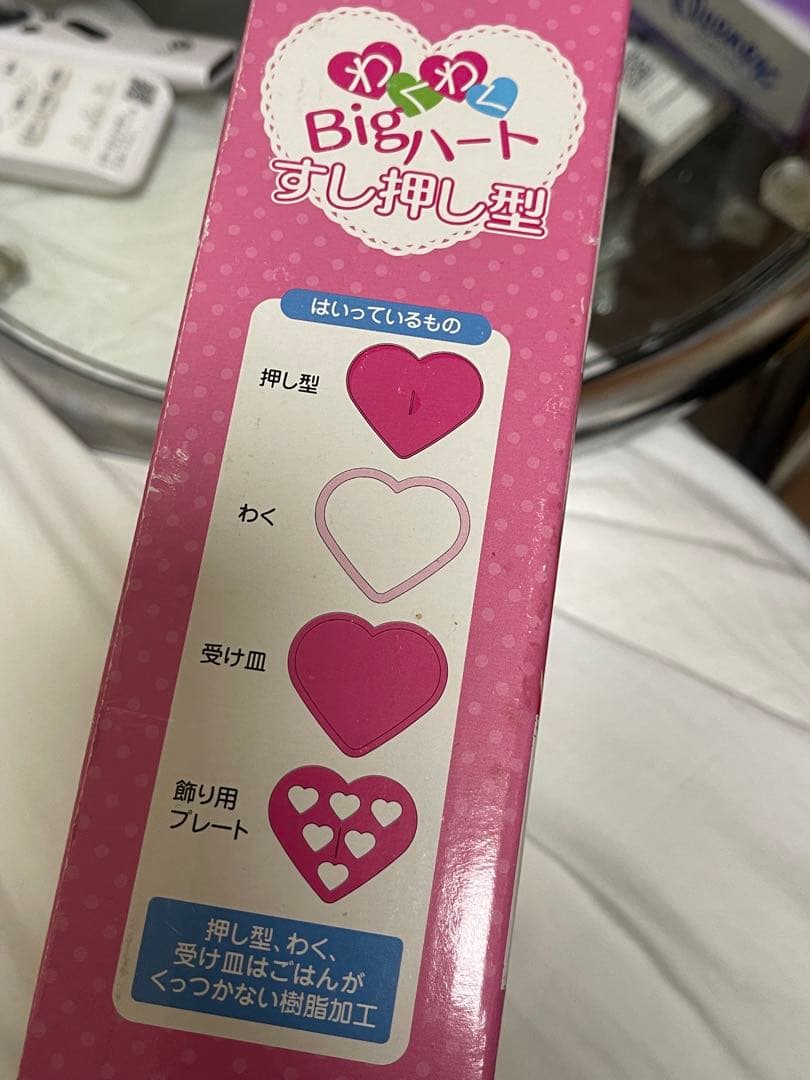 わくわく
Bigハート
すし押し型
はいっているもの
押し型
わく
受け皿
飾り用
プレート
押し型、わく、
受け皿はごはんが
くっつかない樹脂加工